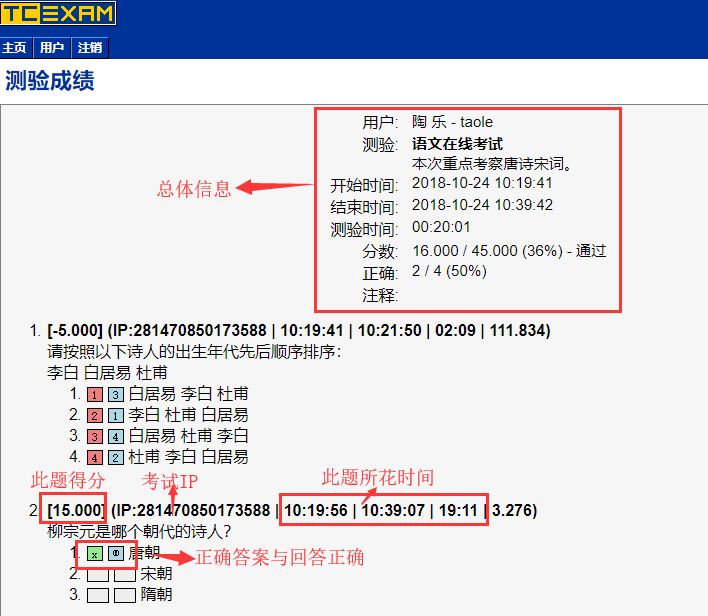 TCEXAM
主页 用户 注销
测验成绩
用户: 陶 乐 - taole
测验: 语文在线考试
本次重点考察唐诗宋词。
总体信息
开始时间: 2018-10-24 10:19:41
结束时间: 2018-10-24 10:39:42
测验时间: 00:20:01
分数: 16.000 / 45.000 (36%) - 通过
正确: 2 / 4 (50%)
注释:
1. [-5.000] (IP:281470850173588 | 10:19:41 | 10:21:50 | 02:09 | 111.834)
请按照以下诗人的出生年代先后顺序排序：
李白 白居易 杜甫
1. 1 3 白居易 李白 杜甫
2. 2 1 李白 杜甫 白居易
3. 3 4 白居易 杜甫 李白
4. 4 2 杜甫 李白 白居易
此题得分 考试IP 此题所花时间
2. [15.000] (IP:281470850173588 | 10:19:56 | 10:39:07 | 19:11 | 3.276)
柳宗元是哪个朝代的诗人？
1. x Φ 唐朝 正确答案与回答正确
2. 宋朝
3. 隋朝